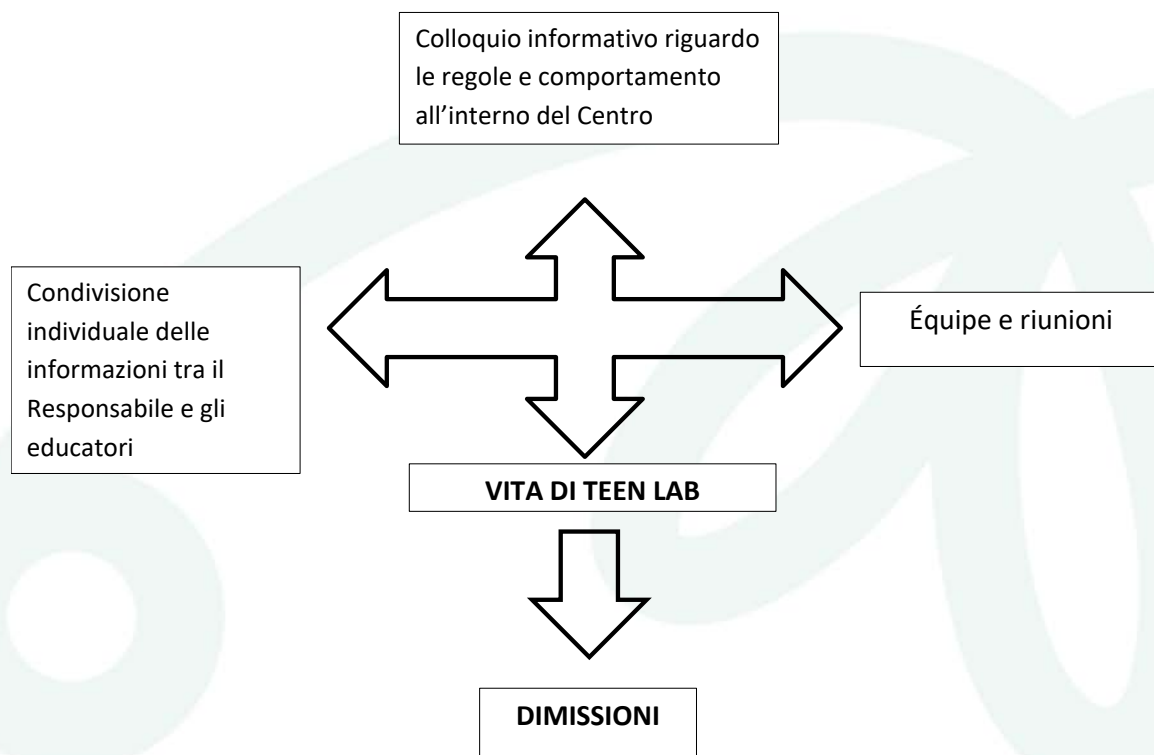 Colloquio informativo riguardo
le regole e comportamento
all’interno del Centro
Condivisione
individuale delle
informazioni tra il
Responsabile e gli
educatori
Équipe e riunioni
VITA DI TEEN LAB
DIMISSIONI